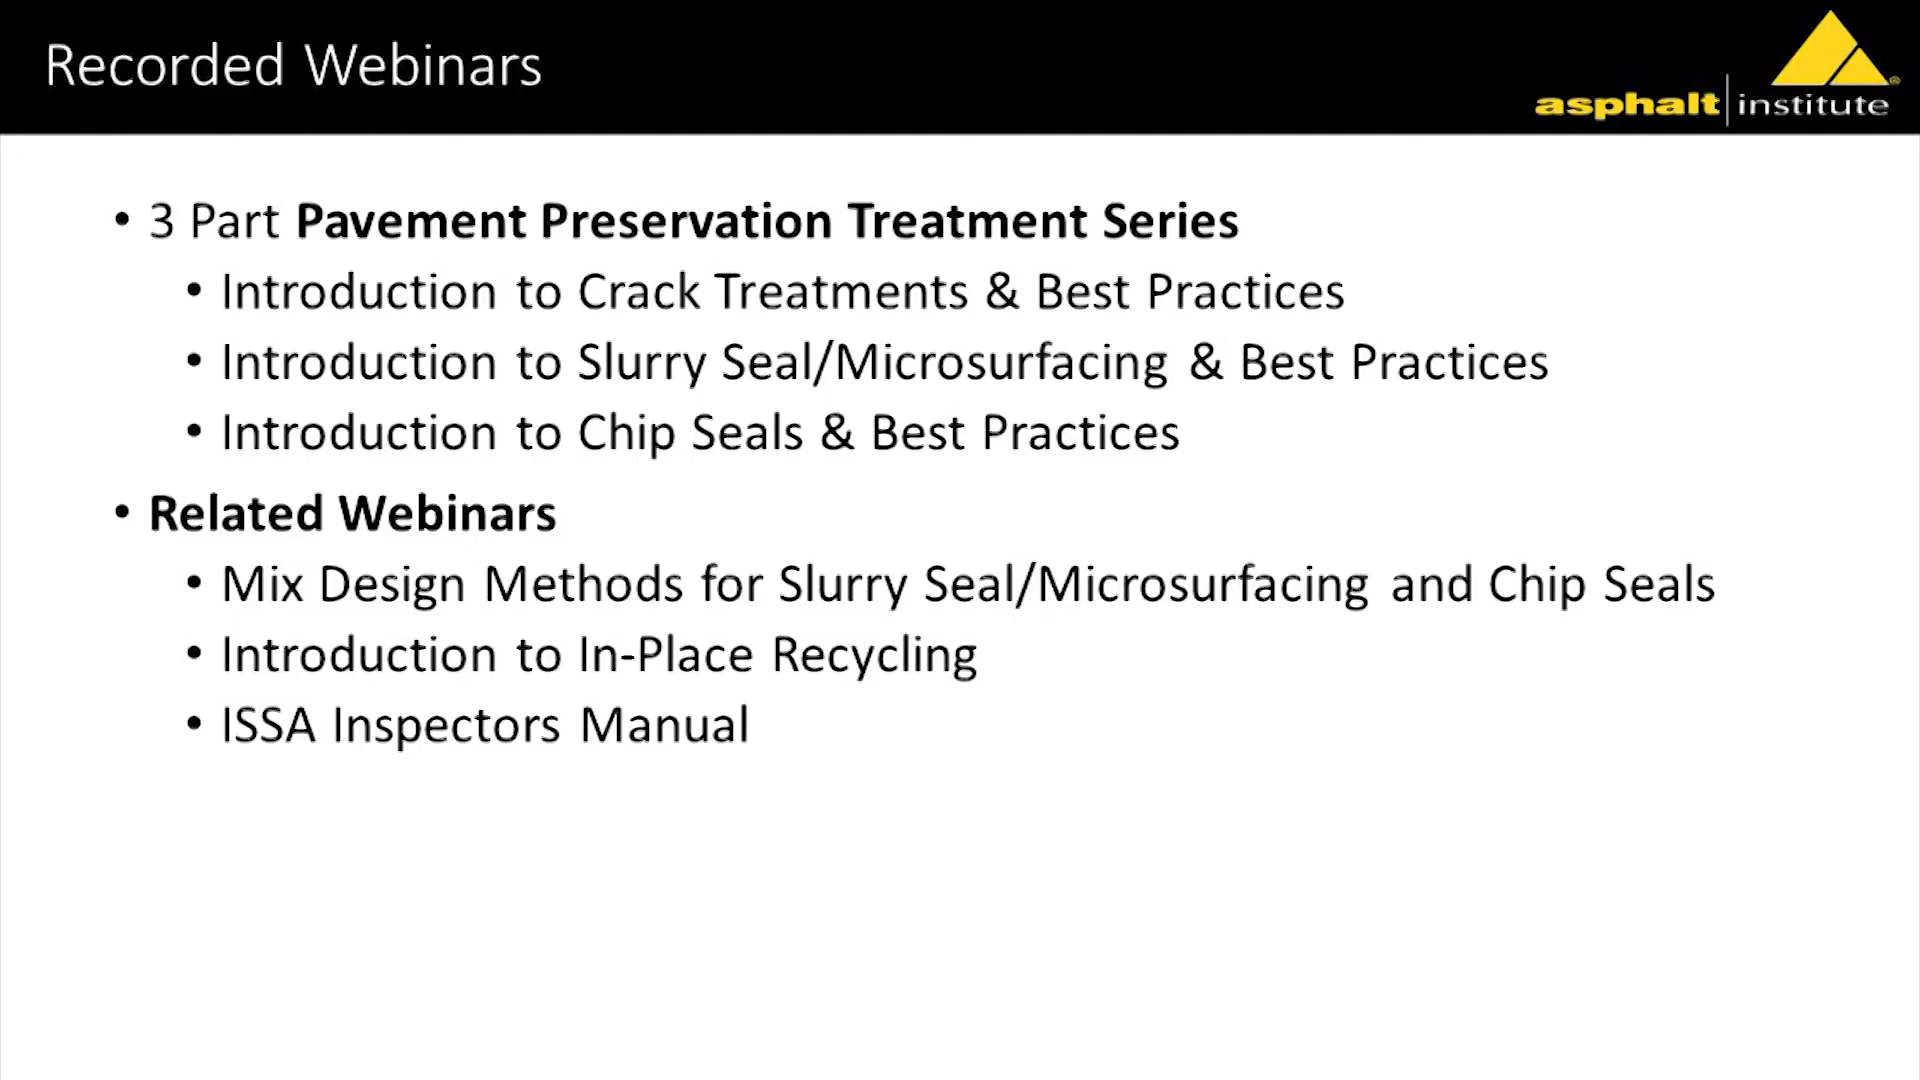 Recorded Webinars
asphalt institute
• 3 Part Pavement Preservation Treatment Series
• Introduction to Crack Treatments & Best Practices
• Introduction to Slurry Seal/Microsurfacing & Best Practices
• Introduction to Chip Seals & Best Practices
• Related Webinars
• Mix Design Methods for Slurry Seal/Microsurfacing and Chip Seals
• Introduction to In-Place Recycling
• ISSA Inspectors Manual